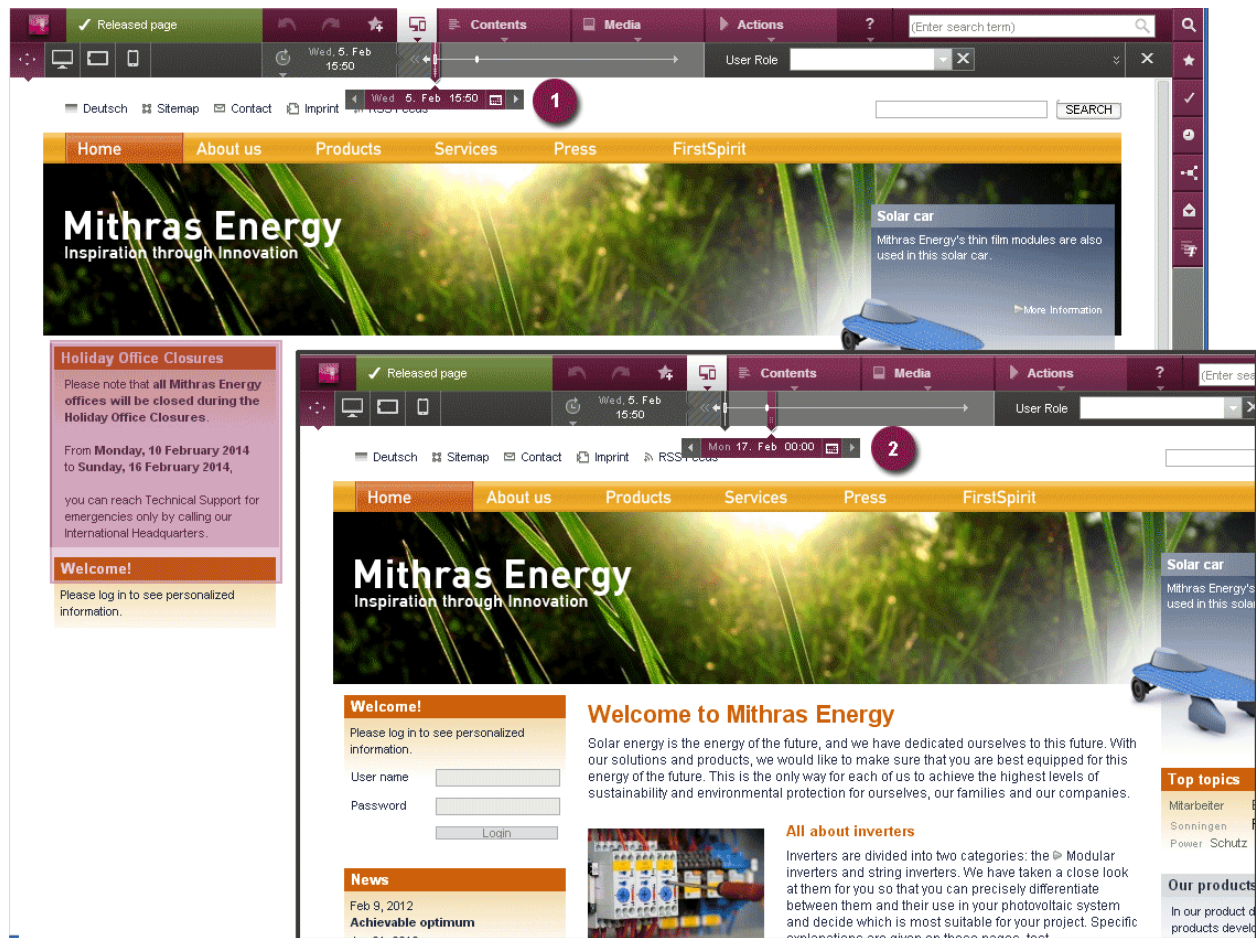 Released page
Contents
Media
Actions
?
(Enter search term)
Wed, 5. Feb
15:50
User Role
Wed 5. Feb 15:50
1
Deutsch
Sitemap
Contact
Imprint
SEARCH
Home
About us
Products
Services
Press
FirstSpirit
Mithras Energy
Inspiration through Innovation
Solar car
Mithras Energy's thin film modules are also
used in this solar car.
More Information
Holiday Office Closures
Please note that all Mithras Energy
offices will be closed during the
Holiday Office Closures.
From Monday, 10 February 2014
to Sunday, 16 February 2014,
you can reach Technical Support for
emergencies only by calling our
International Headquarters.
Welcome!
Please log in to see personalized
information.
Released page
Contents
Media
Actions
?
(Enter sea
Wed, 5. Feb
15:50
User Role
Mon 17. Feb 00:00
2
Deutsch
Sitemap
Contact
Imprint
RSS
Home
About us
Products
Services
Press
FirstSpirit
Mithras Energy
Inspiration through Innovation
Solar car
Mithras Energy's
used in this sola
Welcome!
Please log in to see personalized
information.
User name
Password
Login
News
Feb 9, 2012
Achievable optimum
Welcome to Mithras Energy
Solar energy is the energy of the future, and we have dedicated ourselves to this future. With
our solutions and products, we would like to make sure that you are best equipped for this
energy of the future. This is the only way for each of us to achieve the highest levels of
sustainability and environmental protection for ourselves, our families and our companies.
All about inverters
Inverters are divided into two categories: the Modular
inverters and string inverters. We have taken a close look
at them for you so that you can precisely differentiate
between them and their use in your photovoltaic system
and decide which is most suitable for your project. Specific
Top topics
Mitarbeiter
Sonningen
Power Schutz
Our products
In our product d
products devel